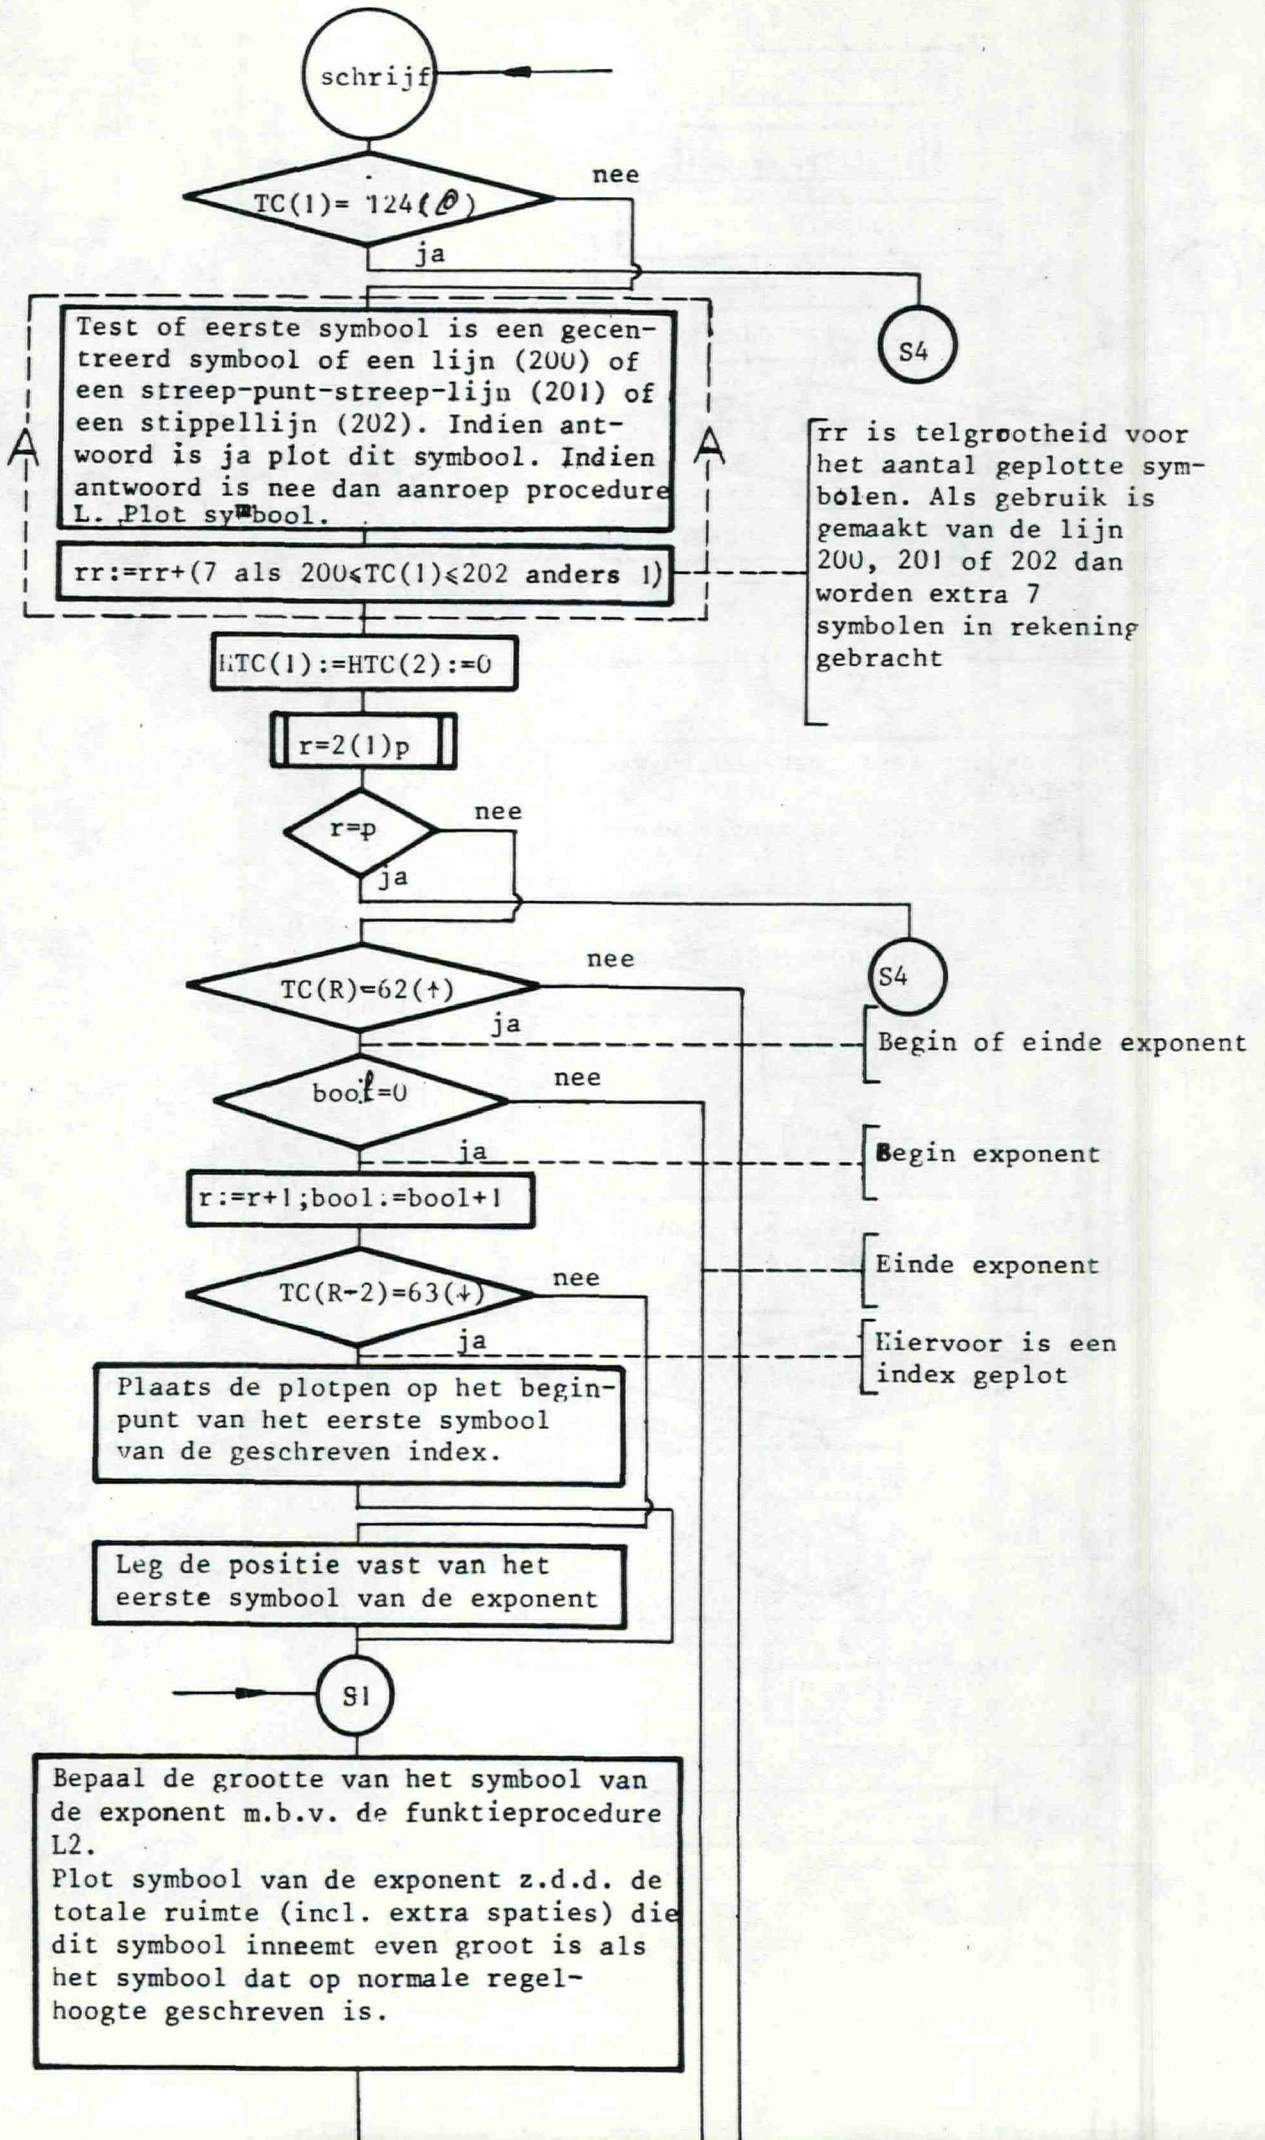 schrijf
nee
TC(1)= 124( )
ja
S4
Test of eerste symbool is een gecen-
treerd symbool of een lijn (200) of
een streep-punt-streep-lijn (201) of
een stippellijn (202). Indien ant-
woord is ja plot dit symbool. Indien
antwoord is nee dan aanroep procedure
L. Plot symbool.
A
A
rr is telgrootheid voor
het aantal geplotte sym-
bolen. Als gebruik is
gemaakt van de lijn
200, 201 of 202 dan
worden extra 7
symbolen in rekening
gebracht
rr:=rr+(7 als 200≤TC(1)≤202 anders 1)
HTC(1):=HTC(2):=0
r=2(1)p
r=p
nee
ja
S4
TC(R)=62(↑)
nee
ja
Begin of einde exponent
bool=0
nee
ja
Begin exponent
r:=r+1;bool:=bool+1
Einde exponent
TC(R-2)=63(↓)
nee
ja
Hiervoor is een
index geplot
Plaats de plotpen op het begin-
punt van het eerste symbool
van de geschreven index.
Leg de positie vast van het
eerste symbool van de exponent
S1
Bepaal de grootte van het symbool van
de exponent m.b.v. de funktieprocedure
L2.
Plot symbool van de exponent z.d.d. de
totale ruimte (incl. extra spaties) die
dit symbool inneemt even groot is als
het symbool dat op normale regel-
hoogte geschreven is.